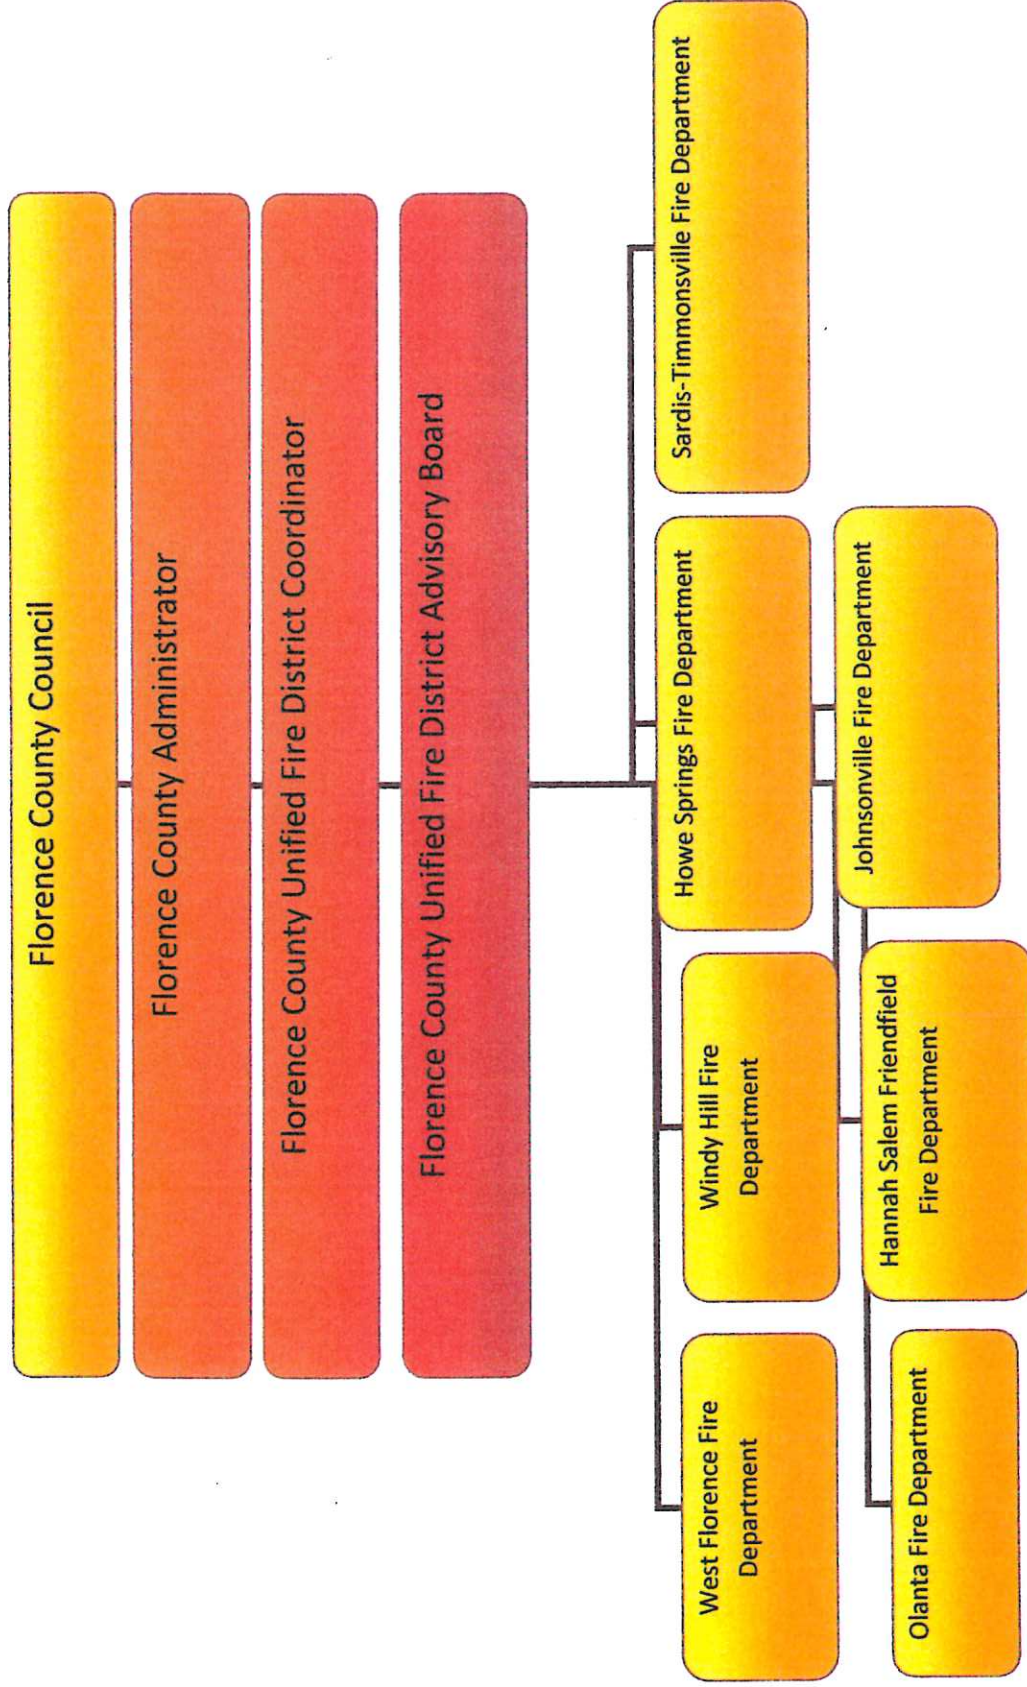 Florence County Council
Florence County Administrator
Florence County Unified Fire District Coordinator
Florence County Unified Fire District Advisory Board
West Florence Fire
Department
Windy Hill Fire
Department
Howe Springs Fire Department
Sardis-Timmonsville Fire Department
Olanta Fire Department
Hannah Salem Friendfield
Fire Department
Johnsonville Fire Department